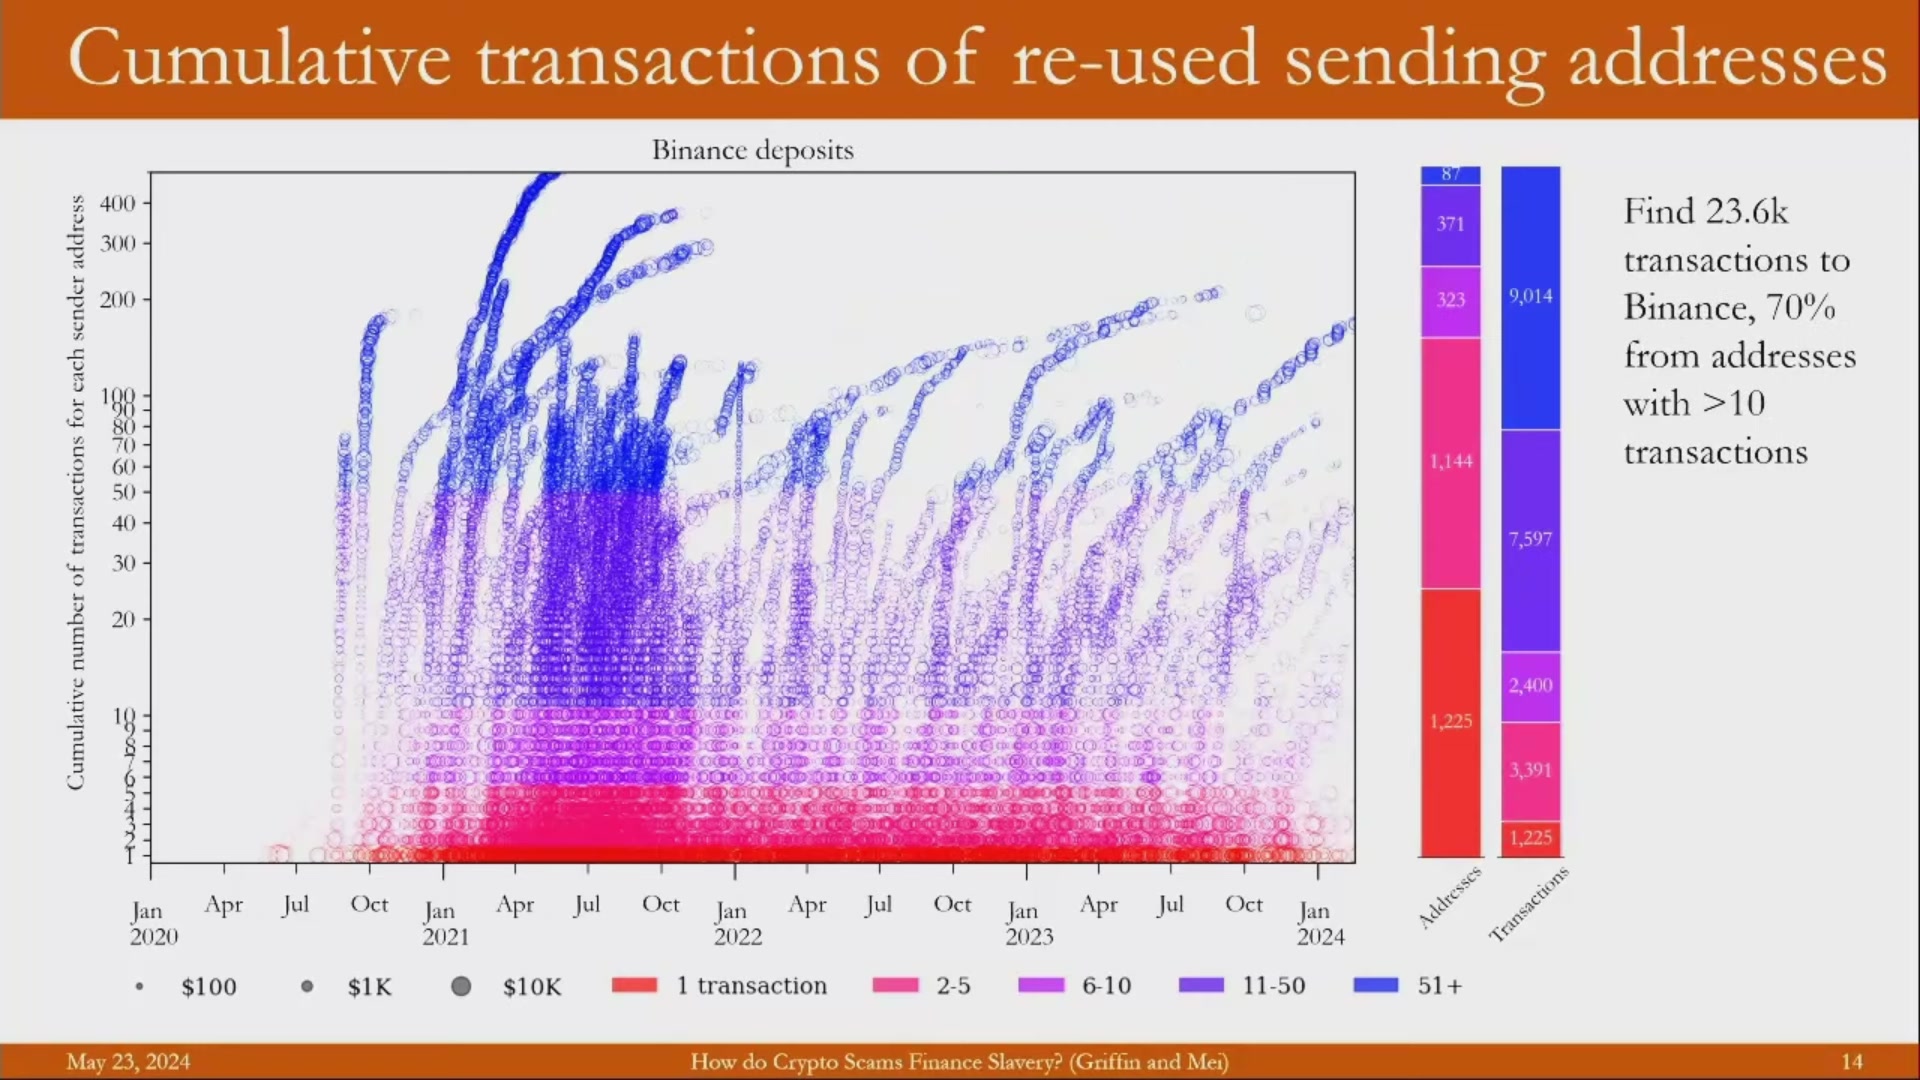 Cumulative transactions of re-used sending addresses
Binance deposits
Cumulative number of transactions for each sender address
400
300
200
100
90
80
70
60
50
40
30
20
10
9
8
7
6
5
4
3
2
1
Jan
2020
Apr
Jul
Oct
Jan
2021
Apr
Jul
Oct
Jan
2022
Apr
Jul
Oct
Jan
2023
Apr
Jul
Oct
Jan
2024
87
371
323
1,144
1,225
Addresses
9,014
7,597
2,400
3,391
1,225
Transactions
Find 23.6k
transactions to
Binance, 70%
from addresses
with >10
transactions
$100 $1K $10K 1 transaction 2-5 6-10 11-50 51+
May 23, 2024 How do Crypto Scams Finance Slavery? (Griffin and Mei) 14